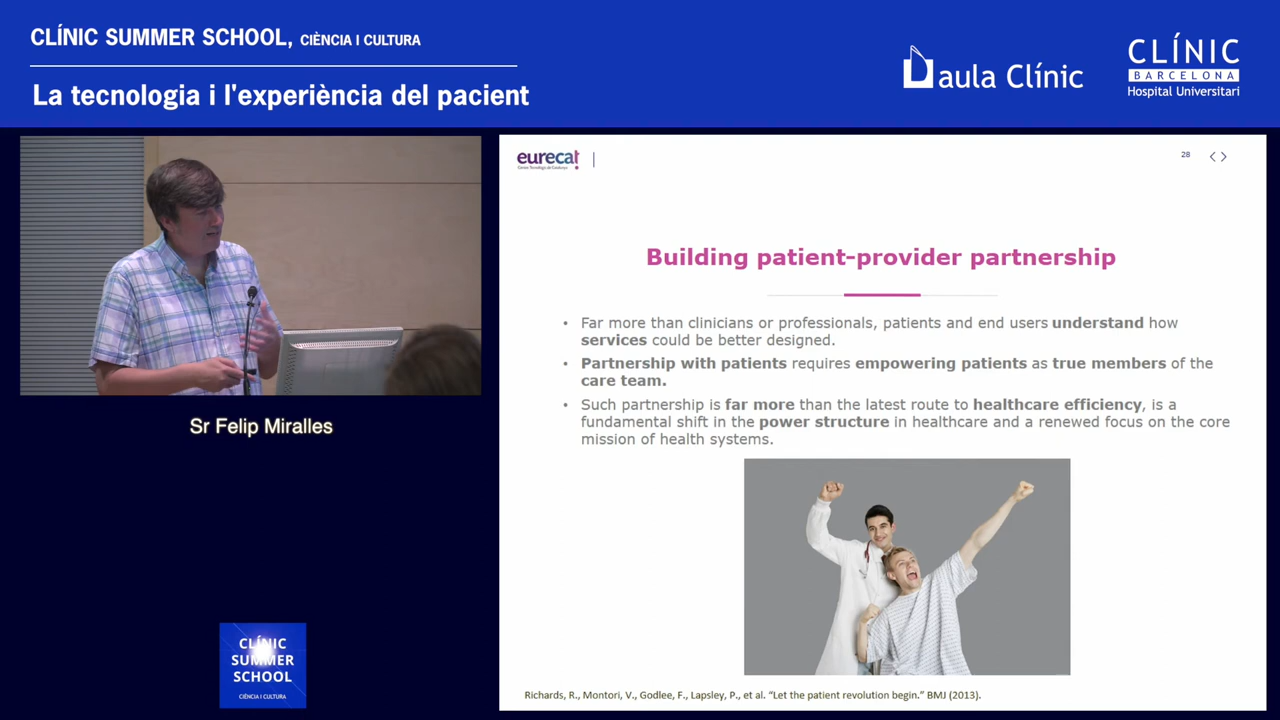 CLÍNIC SUMMER SCHOOL, CIÈNCIA I CULTURA
La tecnologia i l'experiència del pacient
aula Clínic
CLÍNIC
BARCELONA
Hospital Universitari
Sr Felip Miralles
CLÍNIC
SUMMER
SCHOOL
CIÈNCIA I CULTURA
eurecat
Centre Tecnològic de Catalunya
28
Building patient-provider partnership
• Far more than clinicians or professionals, patients and end users understand how
services could be better designed.
• Partnership with patients requires empowering patients as true members of the
care team.
• Such partnership is far more than the latest route to healthcare efficiency, is a
fundamental shift in the power structure in healthcare and a renewed focus on the core
mission of health systems.
Richards, R., Montori, V., Godlee, F., Lapsley, P., et al. “Let the patient revolution begin.” BMJ (2013).